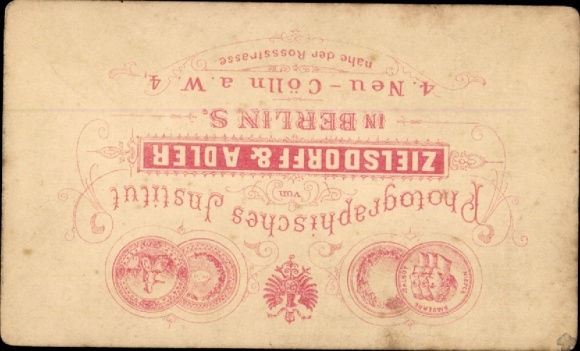 Photographisches Institut
von
ZIELSDORFF & ADLER
IN BERLIN S.
4. Neu-Cölln a. W. 4,
nahe der Rossstrasse